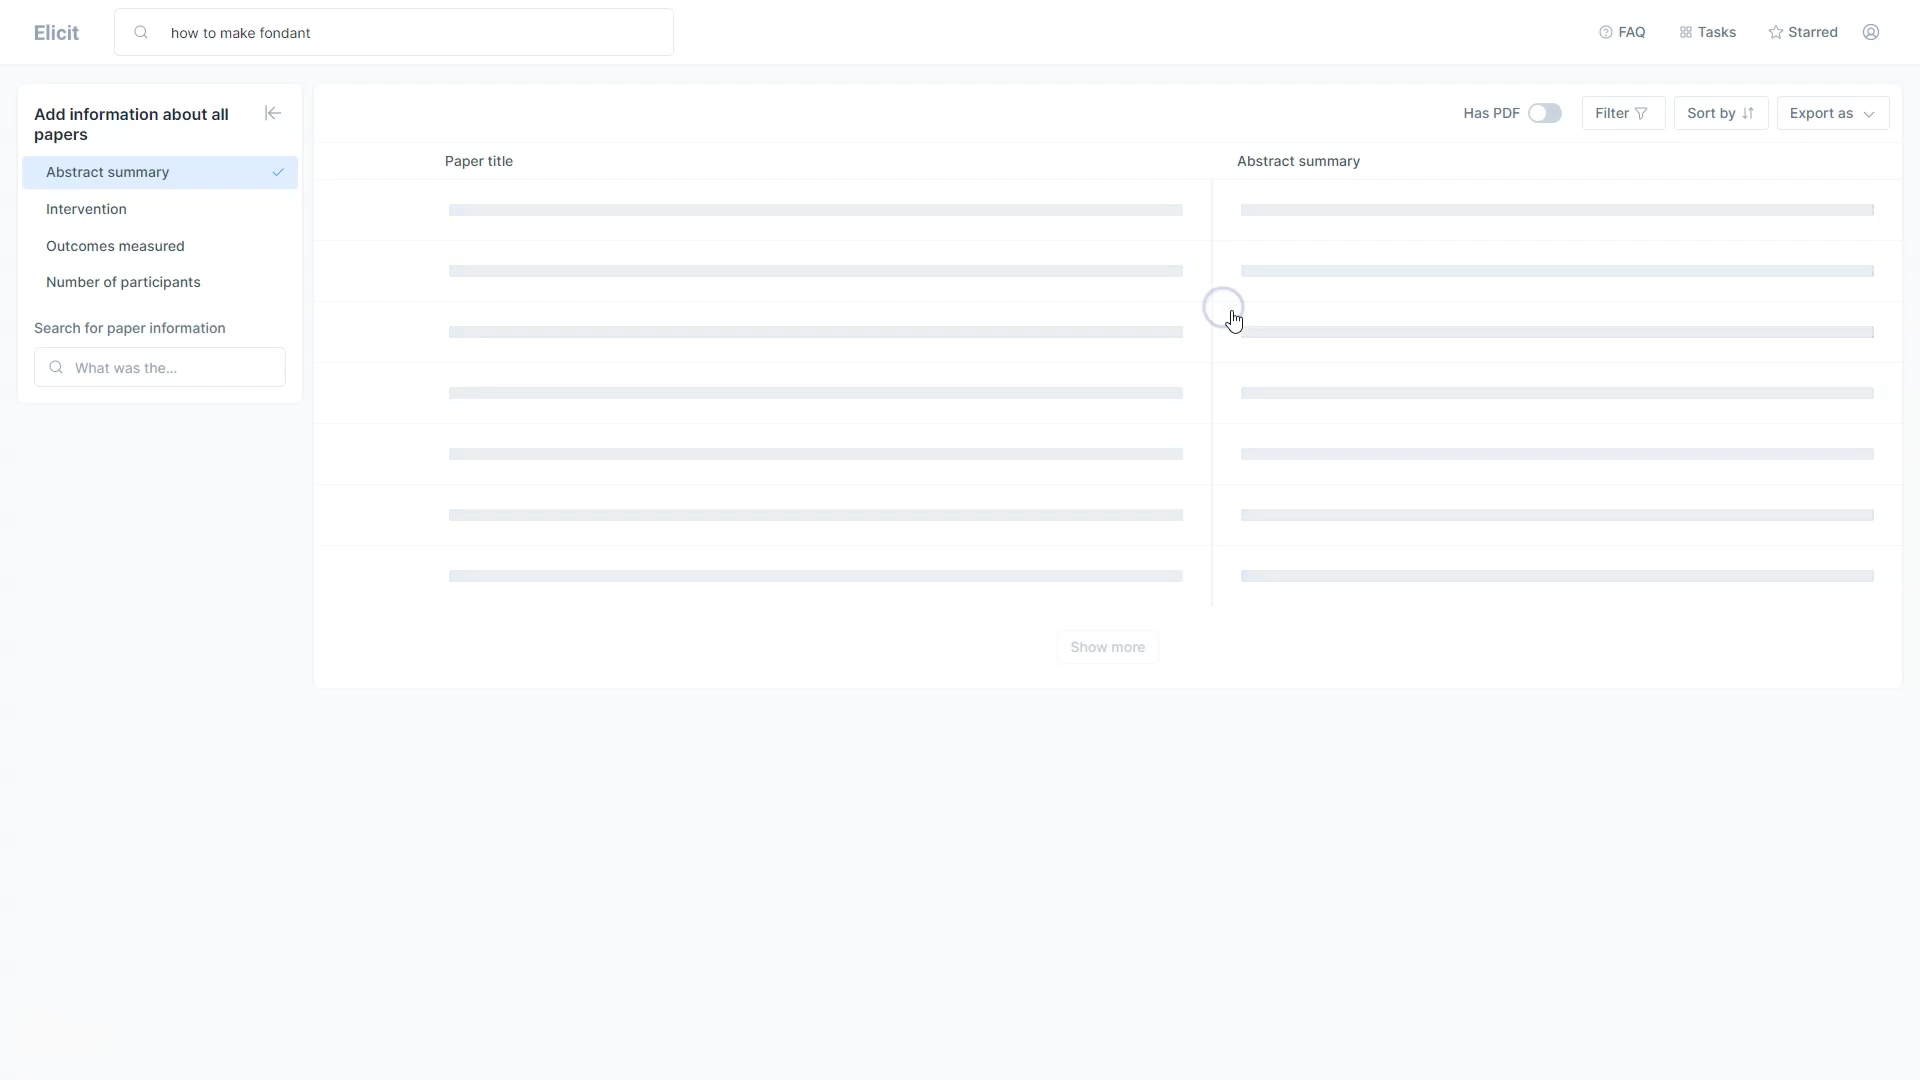 Elicit
how to make fondant
FAQ
Tasks
Starred
Add information about all
papers
Abstract summary
Intervention
Outcomes measured
Number of participants
Search for paper information
What was the...
Has PDF
Filter
Sort by
Export as
Paper title
Abstract summary
Show more